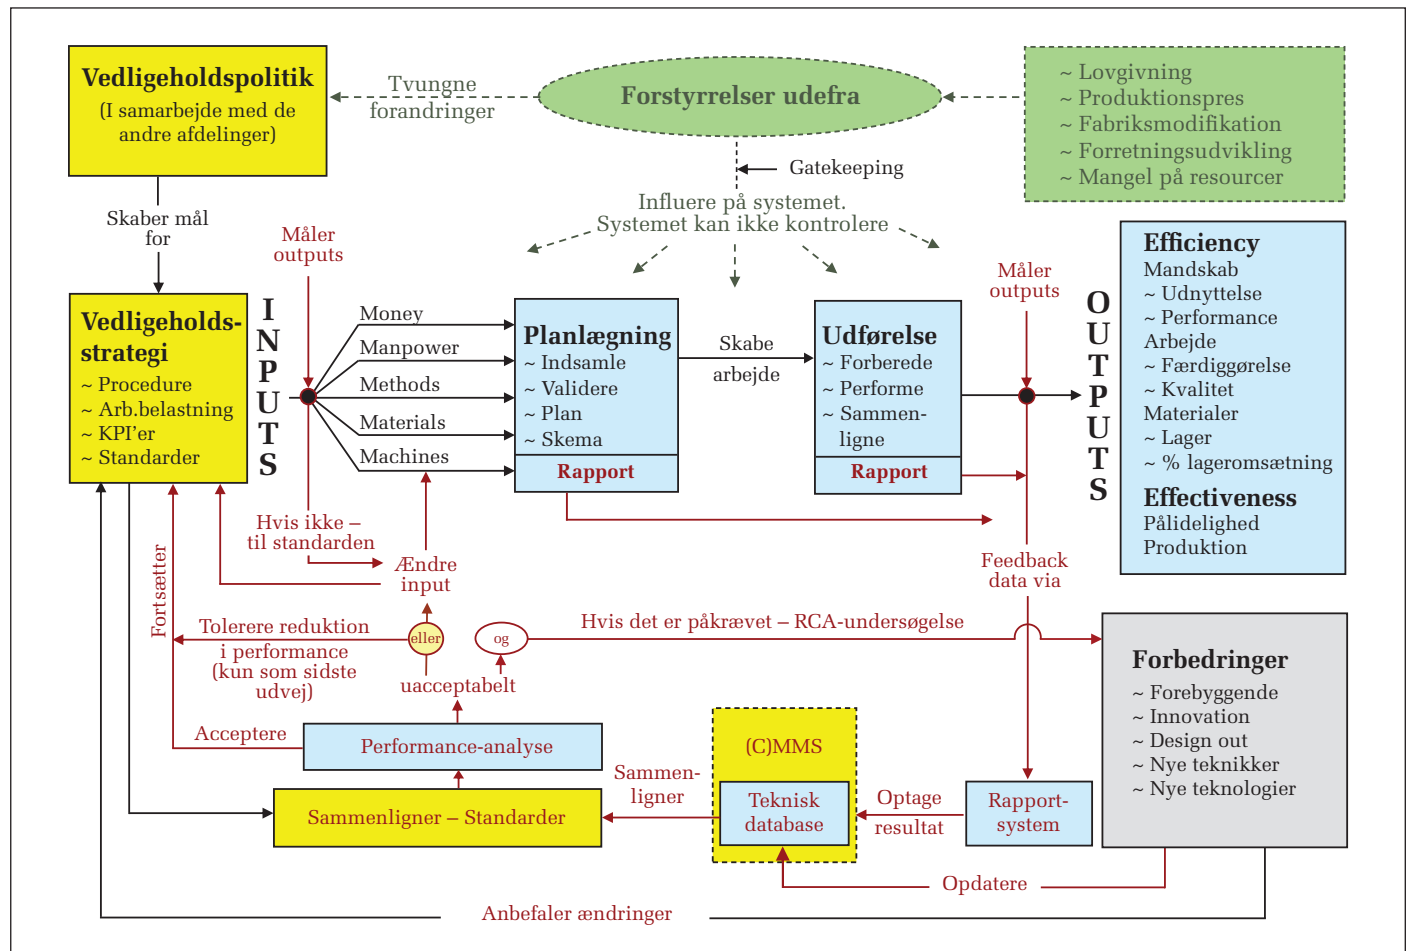 Vedligeholdspolitik
(I samarbejde med de
andre afdelinger)
Tvungne
forandringer
Forstyrrelser udefra
~ Lovgivning
~ Produktionspres
~ Fabriksmodifikation
~ Forretningsudvikling
~ Mangel på resourcer
Gatekeeping
Influere på systemet.
Systemet kan ikke kontrolere
Skaber mål
for
Måler
outputs
Vedligeholds-
strategi
~ Procedure
~ Arb.belastning
~ KPI'er
~ Standarder
INPUTS
Money
Manpower
Methods
Materials
Machines
Planlægning
~ Indsamle
~ Validere
~ Plan
~ Skema
Rapport
Skabe
arbejde
Udførelse
~ Forberede
~ Performe
~ Sammen-
ligne
Rapport
Måler
outputs
OUTPUTS
Efficiency
Mandskab
~ Udnyttelse
~ Performance
Arbejde
~ Færdiggørelse
~ Kvalitet
Materialer
~ Lager
~ % lageromsætning
Effectiveness
Pålidelighed
Produktion
Hvis ikke –
til standarden
Ændre
input
Feedback
data via
Fortsætter
Tolerere reduktion
i performance
(kun som sidste
udvej)
eller
og
Hvis det er påkrævet – RCA-undersøgelse
uacceptabelt
Acceptere
Performance-analyse
Sammenligner – Standarder
Sammen-
ligner
(C)MMS
Teknisk
database
Optage
resultat
Rapport-
system
Forbedringer
~ Forebyggende
~ Innovation
~ Design out
~ Nye teknikker
~ Nye teknologier
Opdatere
Anbefaler ændringer